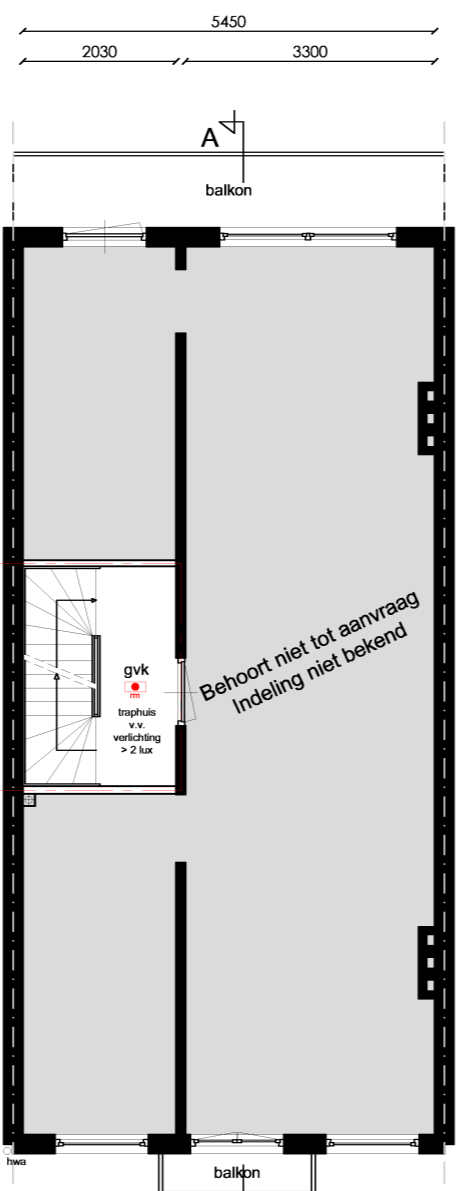 5450
2030 3300
A
balkon
Behoort niet tot aanvraag
Indeling niet bekend
gvk
rm
traphuis
v.v.
verlichting
> 2 lux
hwa
balkon